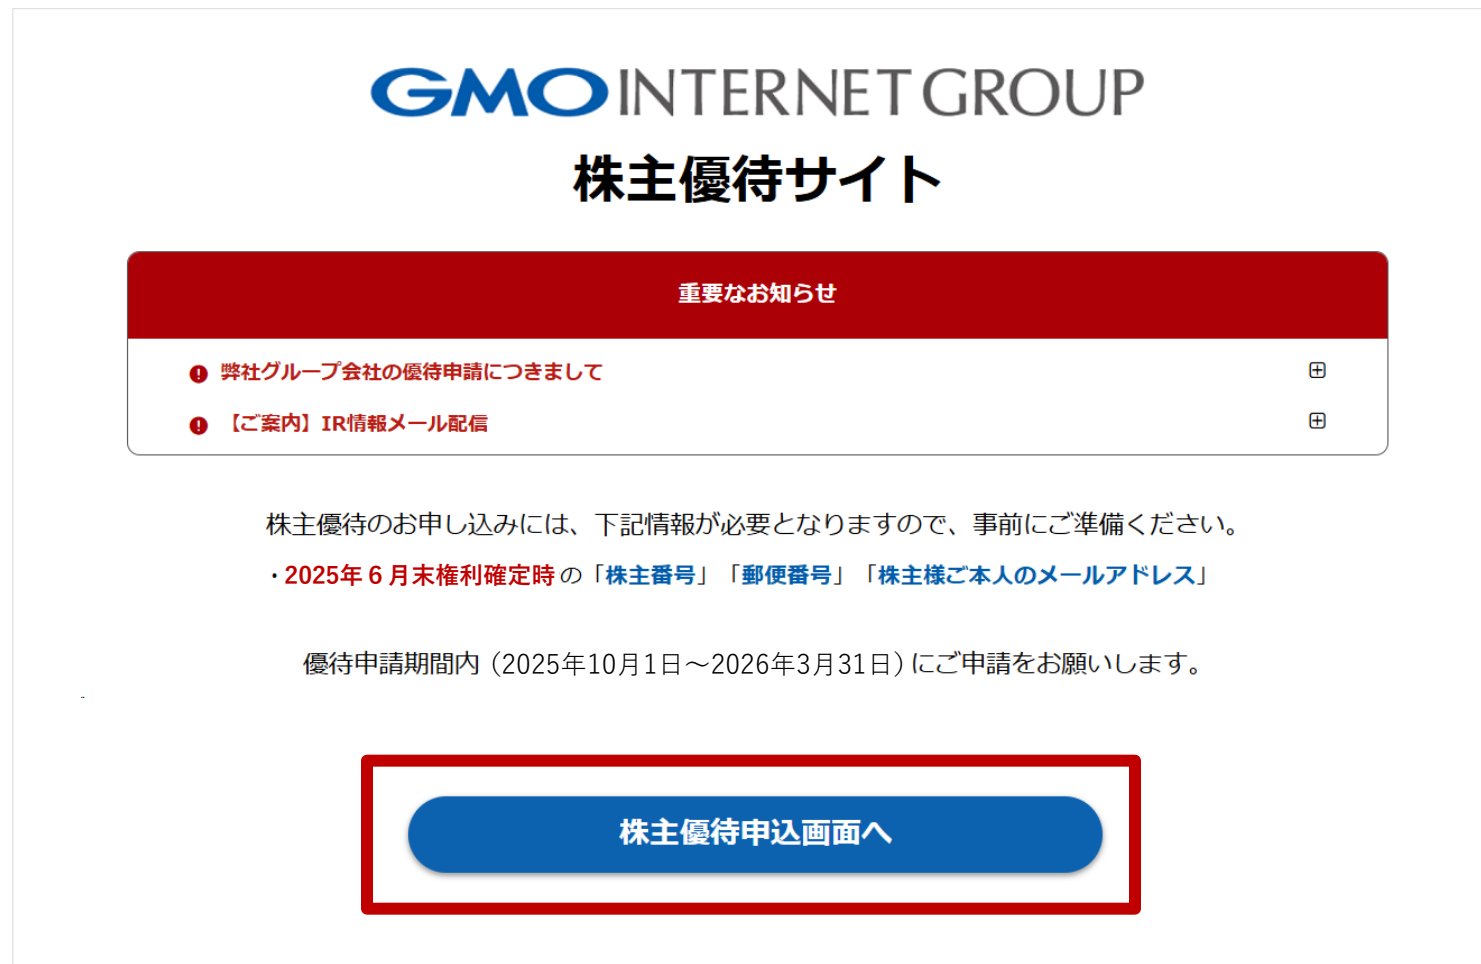 GMO INTERNET GROUP
株主優待サイト
重要なお知らせ
弊社グループ会社の優待申請につきまして
【ご案内】IR情報メール配信
株主優待のお申し込みには、下記情報が必要となりますので、事前にご準備ください。
・2025年６月末権利確定時の「株主番号」「郵便番号」「株主様ご本人のメールアドレス」
優待申請期間内（2025年10月1日～2026年3月31日）にご申請をお願いします。
株主優待申込画面へ